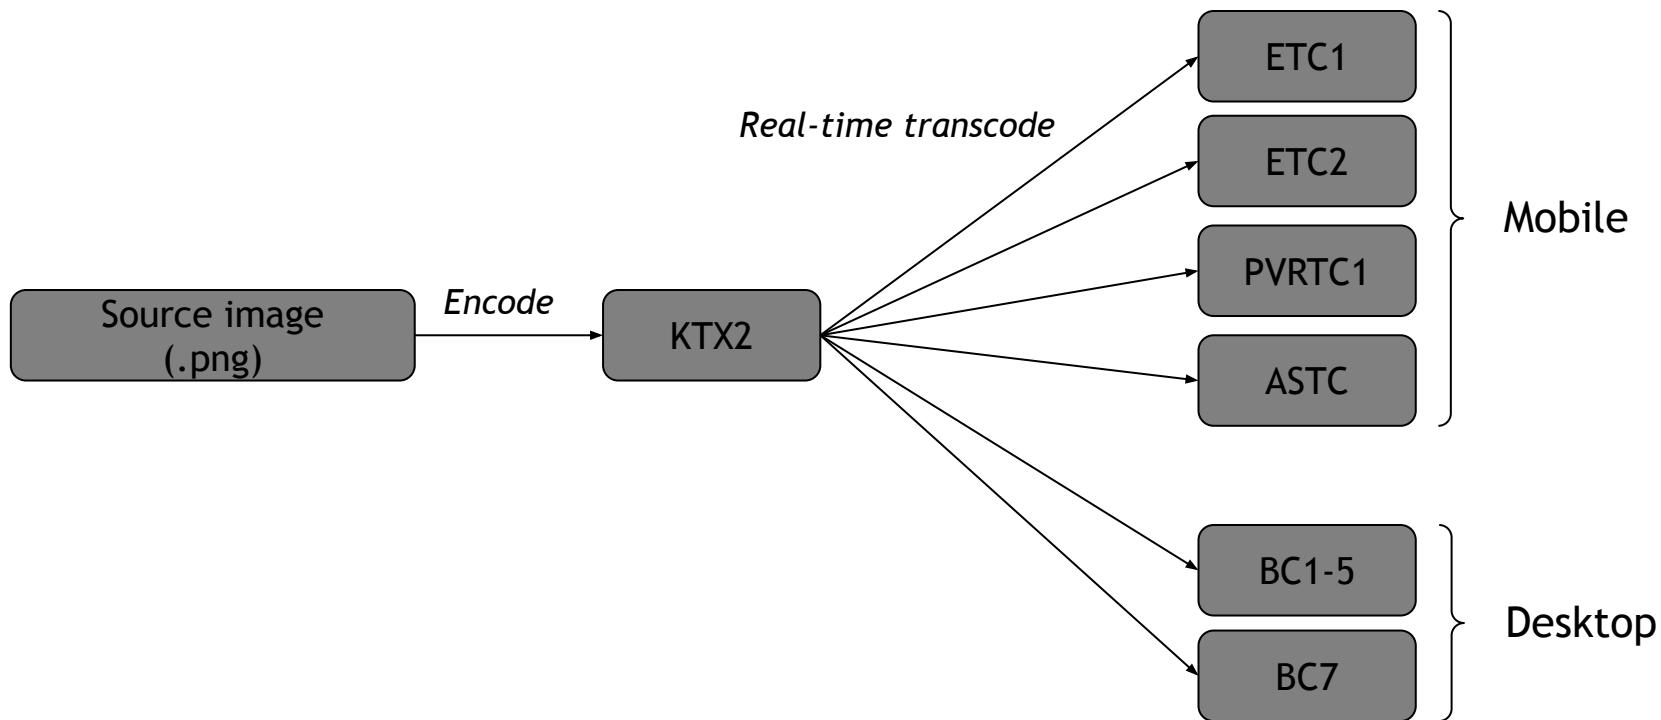 Source image
(.png)
Encode
KTX2
Real-time transcode
ETC1
ETC2
PVRTC1
ASTC
Mobile
BC1-5
BC7
Desktop